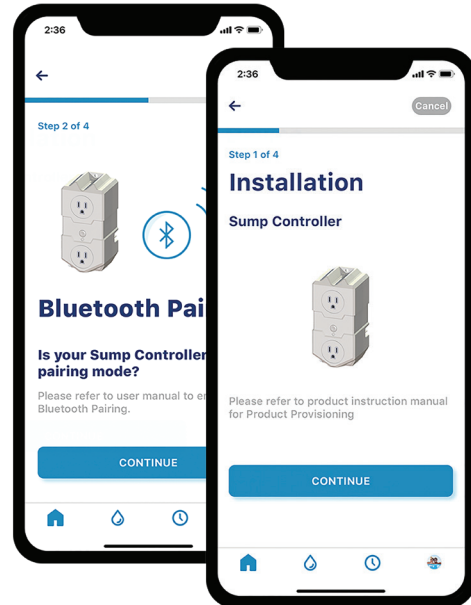 2:36
Step 2 of 4
Bluetooth Pai
Is your Sump Controller
pairing mode?
Please refer to user manual to en
Bluetooth Pairing.
CONTINUE
2:36
Cancel
Step 1 of 4
Installation
Sump Controller
Please refer to product instruction manual
for Product Provisioning
CONTINUE